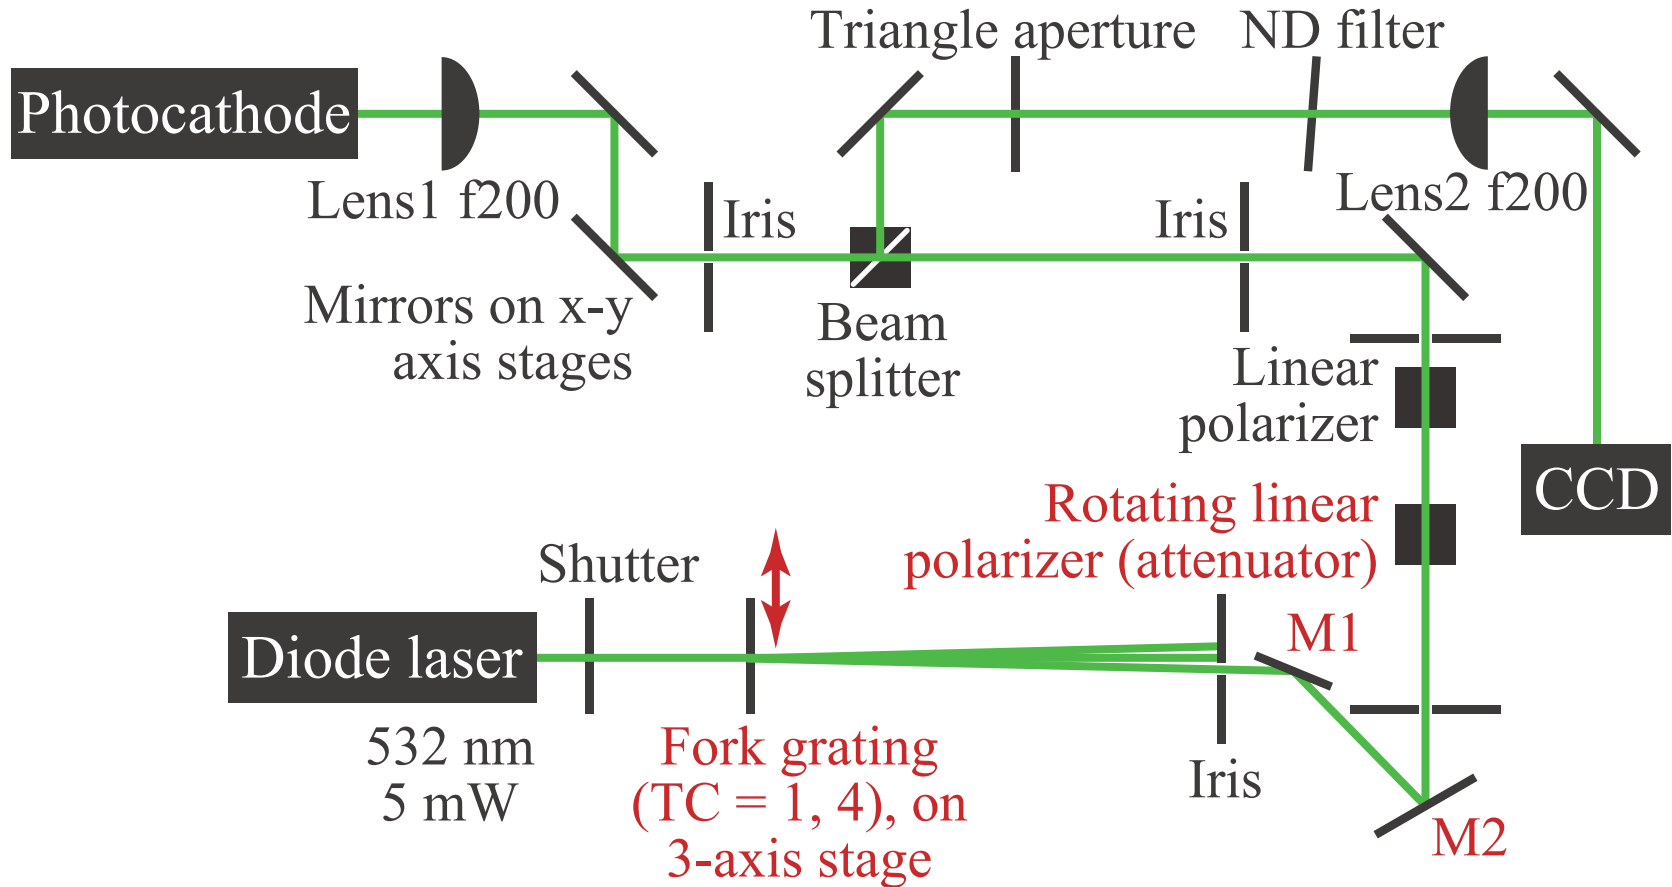 Triangle aperture
ND filter
Photocathode
Lens1 f200
Iris
Iris
Lens2 f200
Mirrors on x-y
axis stages
Beam
splitter
Linear
polarizer
CCD
Rotating linear
polarizer (attenuator)
Shutter
M1
Diode laser
532 nm
5 mW
Fork grating
(TC = 1, 4), on
3-axis stage
Iris
M2